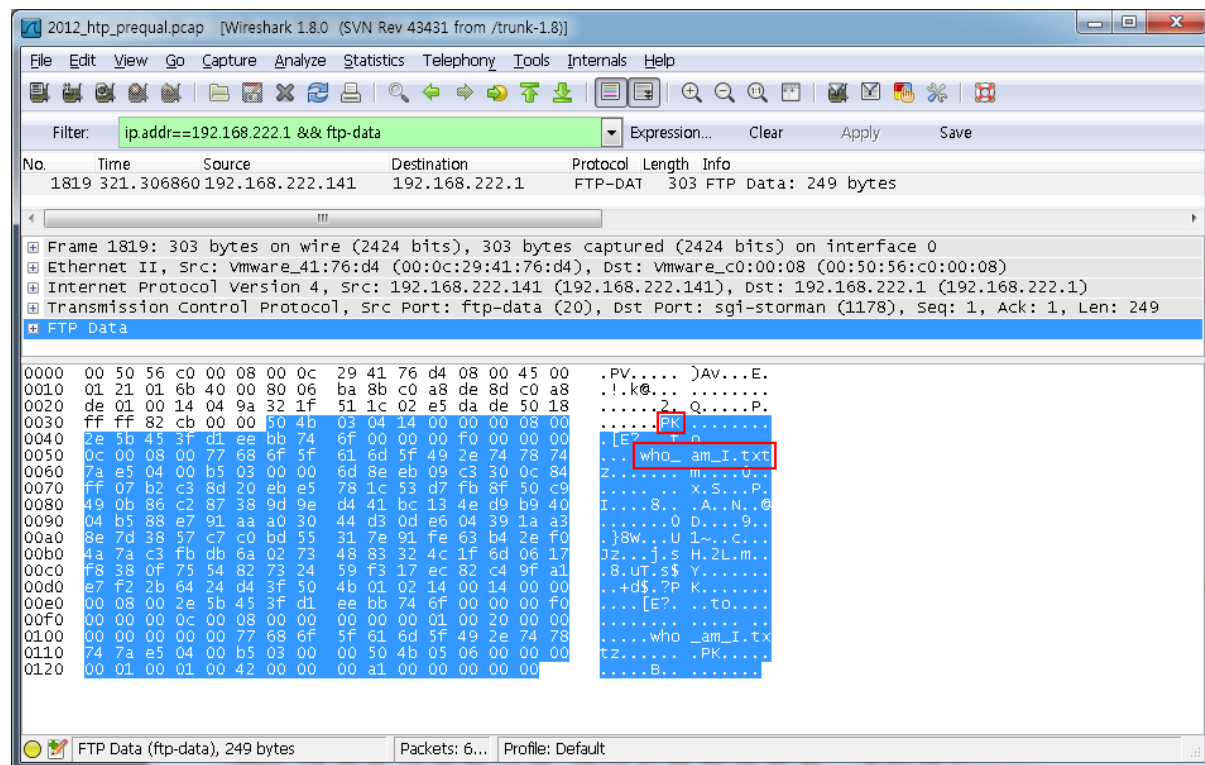 2012_htp_prequal.pcap [Wireshark 1.8.0 (SVN Rev 43431 from /trunk-1.8)]
File Edit View Go Capture Analyze Statistics Telephony Tools Internals Help
Filter: ip.addr==192.168.222.1 && ftp-data Expression... Clear Apply Save
No. Time Source Destination Protocol Length Info
1819 321.306860 192.168.222.141 192.168.222.1 FTP-DAT 303 FTP Data: 249 bytes
Frame 1819: 303 bytes on wire (2424 bits), 303 bytes captured (2424 bits) on interface 0
Ethernet II, Src: Vmware_41:76:d4 (00:0c:29:41:76:d4), Dst: Vmware_c0:00:08 (00:50:56:c0:00:08)
Internet Protocol Version 4, Src: 192.168.222.141 (192.168.222.141), Dst: 192.168.222.1 (192.168.222.1)
Transmission Control Protocol, Src Port: ftp-data (20), Dst Port: sgi-storman (1178), Seq: 1, Ack: 1, Len: 249
FTP Data
0000 00 50 56 c0 00 08 00 0c 29 41 76 d4 08 00 45 00 .PV..... )AV...E.
0010 01 21 01 6b 40 00 80 06 ba 8b c0 a8 de 8d c0 a8 .!.k@... ........
0020 de 01 00 14 04 9a 32 1f 51 1c 02 e5 da de 50 18 ......2. Q.....P.
0030 ff ff 82 cb 00 00 50 4b 03 04 14 00 00 00 08 00 ......PK ........
0040 2e 5b 45 3f d1 ee bb 74 6f 00 00 00 f0 00 00 00 .[E?...t o.......
0050 0c 00 08 00 77 68 6f 5f 61 6d 5f 49 2e 74 78 74 ....who_ am_I.txt
0060 7a e5 04 00 b5 03 00 00 6d 8e eb 09 c3 30 0c 84 z....... m....0..
0070 ff 07 b2 c3 8d 20 eb e5 78 1c 53 d7 fb 8f 50 c9 ..... .. x.S...P.
0080 49 0b 86 c2 87 38 9d 9e d4 41 bc 13 4e d9 b9 40 I....8.. .A..N..@
0090 04 b5 88 e7 91 aa a0 30 44 d3 0d e6 04 39 1a a3 .......0 D....9..
00a0 8e 7d 38 57 c7 c0 bd 55 31 7e 91 fe 63 b4 2e f0 .}8W...U 1~..c...
00b0 4a 7a c3 fb db 6a 02 73 48 83 32 4c 1f 6d 06 17 Jz...j.s H.2L.m..
00c0 f8 38 0f 75 54 82 73 24 59 f3 17 ec 82 c4 9f a1 .8.uT.s$ Y.......
00d0 e7 f2 2b 64 24 d4 3f 50 4b 01 02 14 00 14 00 00 ..+d$.?P K.......
00e0 00 08 00 2e 5b 45 3f d1 ee bb 74 6f 00 00 00 f0 ....[E?. ..to....
00f0 00 00 00 0c 00 08 00 00 00 00 00 01 00 20 00 00 ........ ..... ..
0100 00 00 00 00 00 77 68 6f 5f 61 6d 5f 49 2e 74 78 .....who _am_I.tx
0110 74 7a e5 04 00 b5 03 00 00 50 4b 05 06 00 00 00 tz...... .PK.....
0120 00 01 00 01 00 42 00 00 00 a1 00 00 00 00 00 .....B.. .......
FTP Data (ftp-data), 249 bytes Packets: 6... Profile: Default